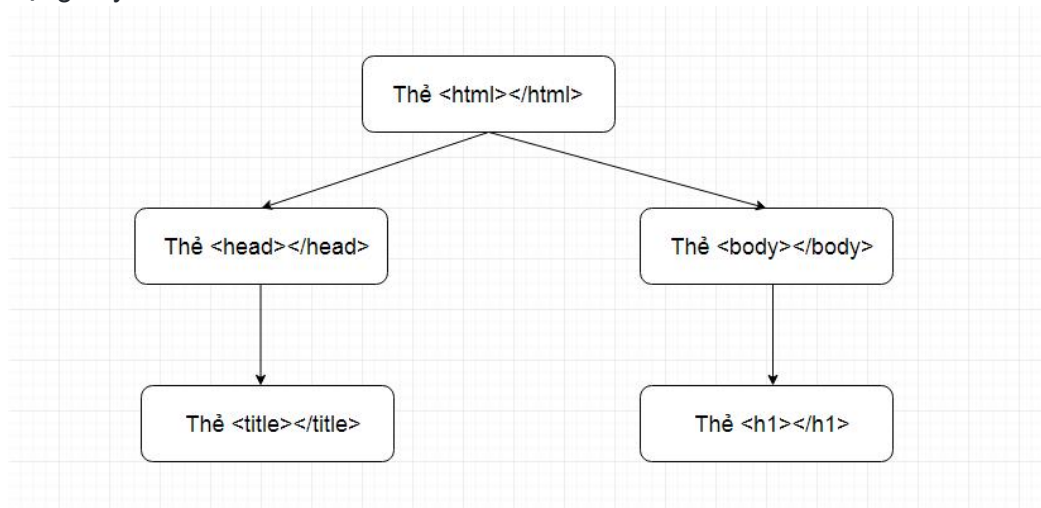 Thẻ <html></html>
Thẻ <head></head>
Thẻ <body></body>
Thẻ <title></title>
Thẻ <h1></h1>